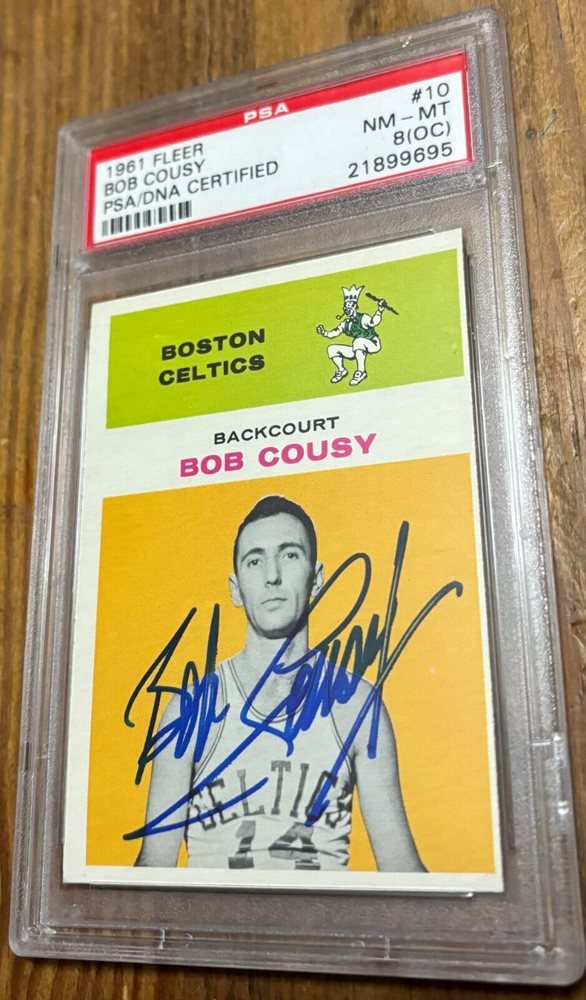 PSA
1961 FLEER
BOB COUSY
PSA/DNA CERTIFIED
#10
NM-MT
8(OC)
21899695
BOSTON
CELTICS
BACKCOURT
BOB COUSY
Bob Cousy
CELTICS
14